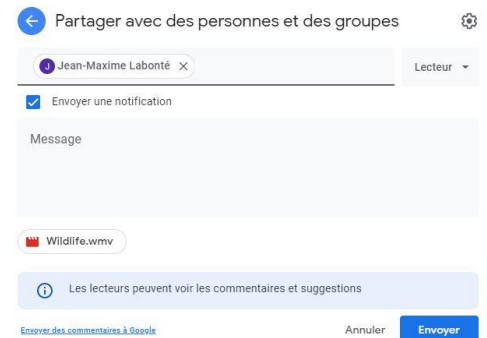 Partager avec des personnes et des groupes
J Jean-Maxime Labonté
Lecteur
Envoyer une notification
Message
Wildlife.wmv
Les lecteurs peuvent voir les commentaires et suggestions
Envoyer des commentaires à Google
Annuler
Envoyer